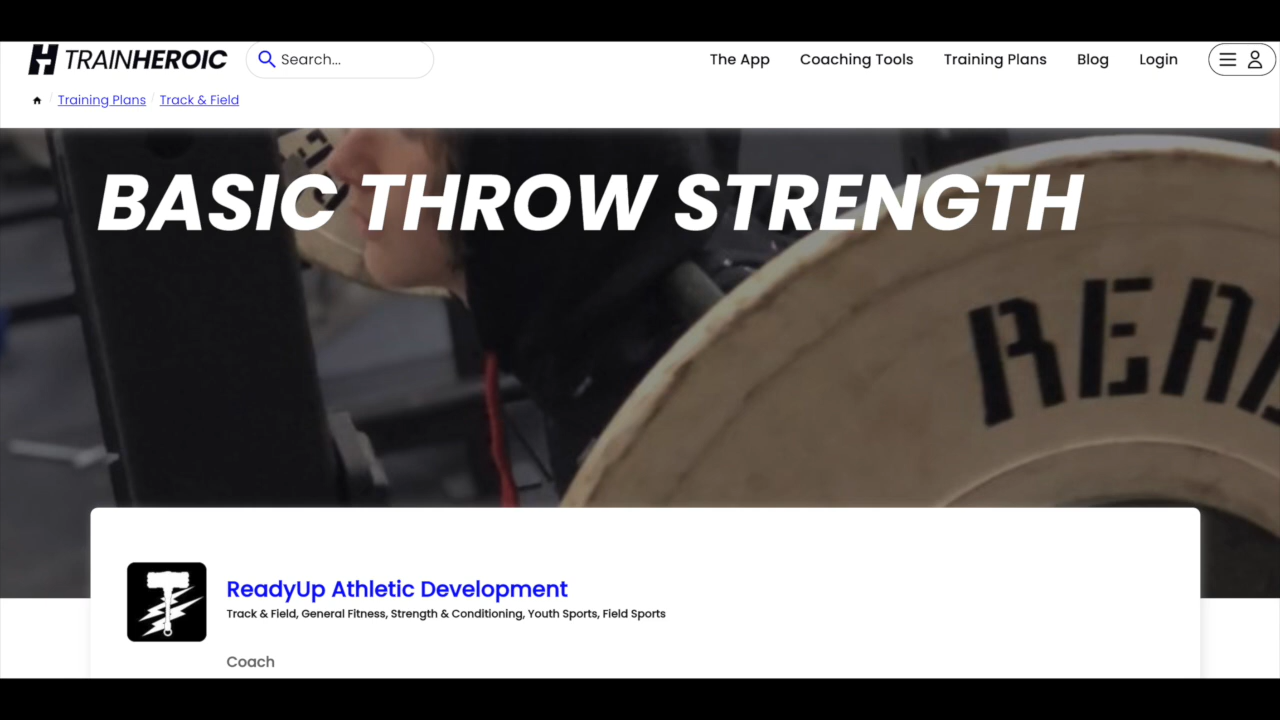 TRAINHEROIC
Search...
The App
Coaching Tools
Training Plans
Blog
Login
/ Training Plans / Track & Field
BASIC THROW STRENGTH
READ
ReadyUp Athletic Development
Track & Field, General Fitness, Strength & Conditioning, Youth Sports, Field Sports
Coach